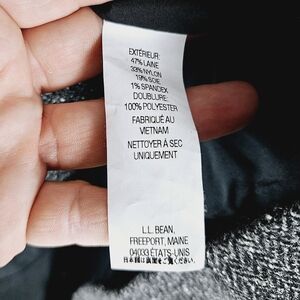 EXTÉRIEUR:
47% LAINE
33% NYLON
19% SOIE
1% SPANDEX
DOUBLURE:
100% POLYESTER
FABRIQUÉ AU
VIETNAM
NETTOYER À SEC
UNIQUEMENT
L.L. BEAN,
FREEPORT, MAINE
04033 ÉTATS-UNIS